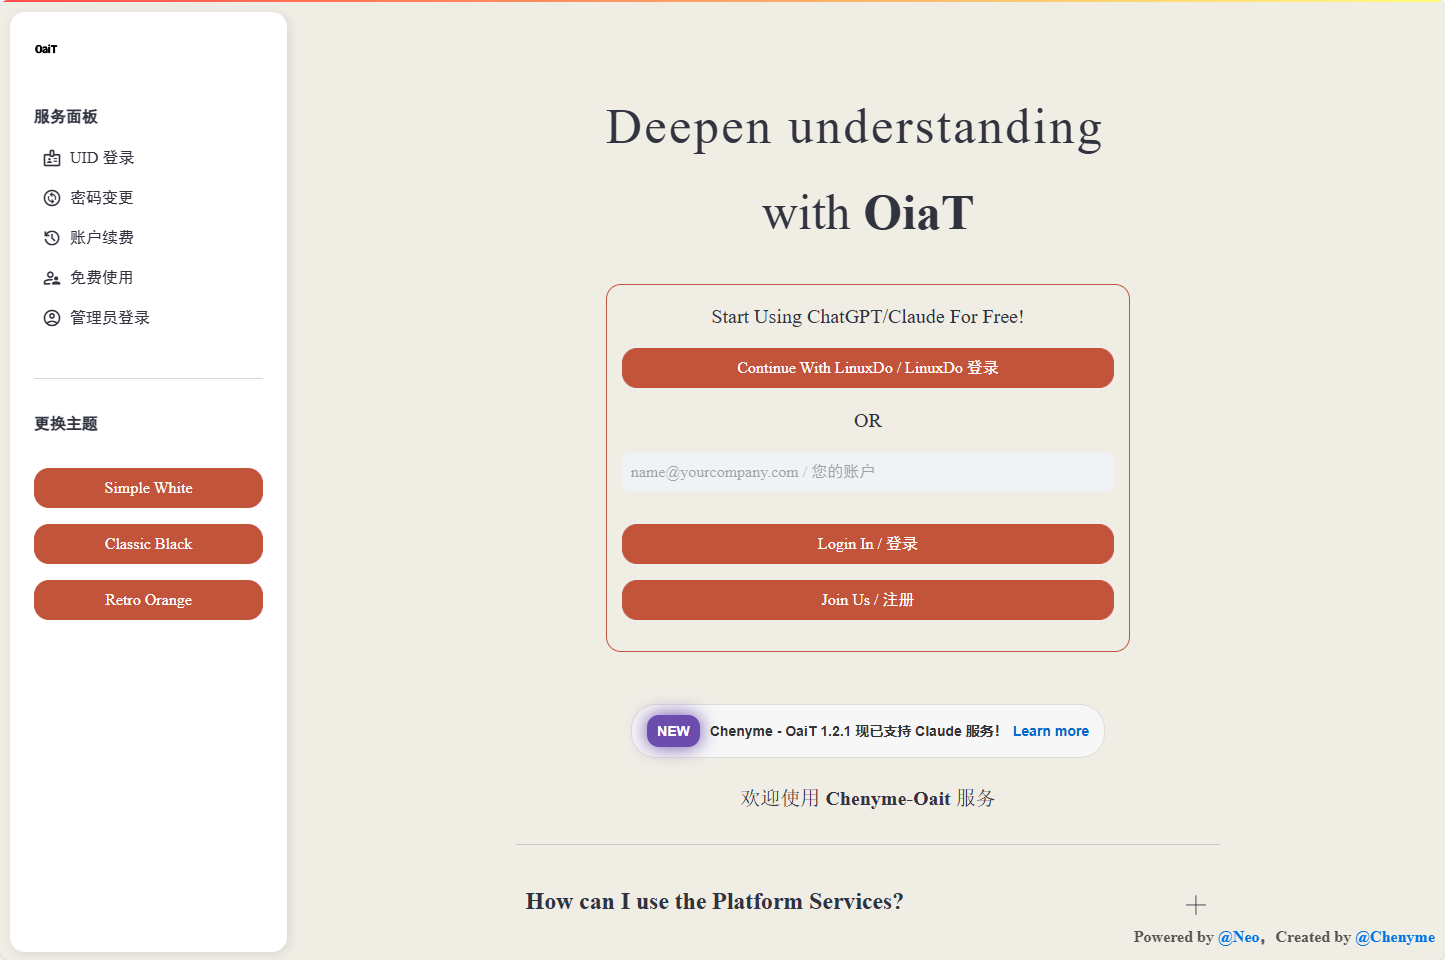 OaiT
服务面板
UID 登录
密码变更
账户续费
免费使用
管理员登录
更换主题
Simple White
Classic Black
Retro Orange
Deepen understanding
with OiaT
Start Using ChatGPT/Claude For Free!
Continue With LinuxDo / LinuxDo 登录
OR
name@yourcompany.com / 您的账户
Login In / 登录
Join Us / 注册
NEW Chenyme - OaiT 1.2.1 现已支持 Claude 服务！ Learn more
欢迎使用 Chenyme-Oait 服务
How can I use the Platform Services?
Powered by @Neo，Created by @Chenyme